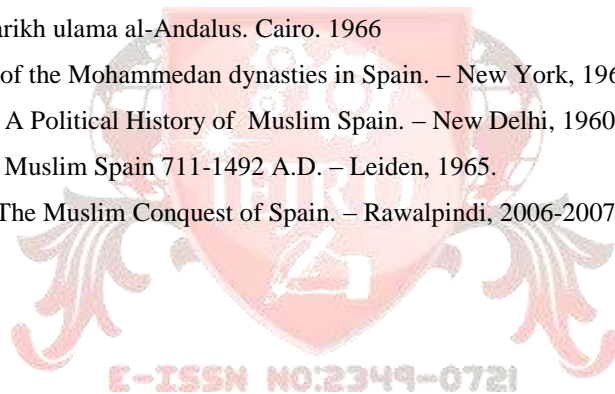 arikh ulama al-Andalus. Cairo. 1966
of the Mohammedan dynasties in Spain. – New York, 196
A Political History of Muslim Spain. – New Delhi, 1960
Muslim Spain 711-1492 A.D. – Leiden, 1965.
The Muslim Conquest of Spain. – Rawalpindi, 2006-2007
E-ISSN NO:2349-0721